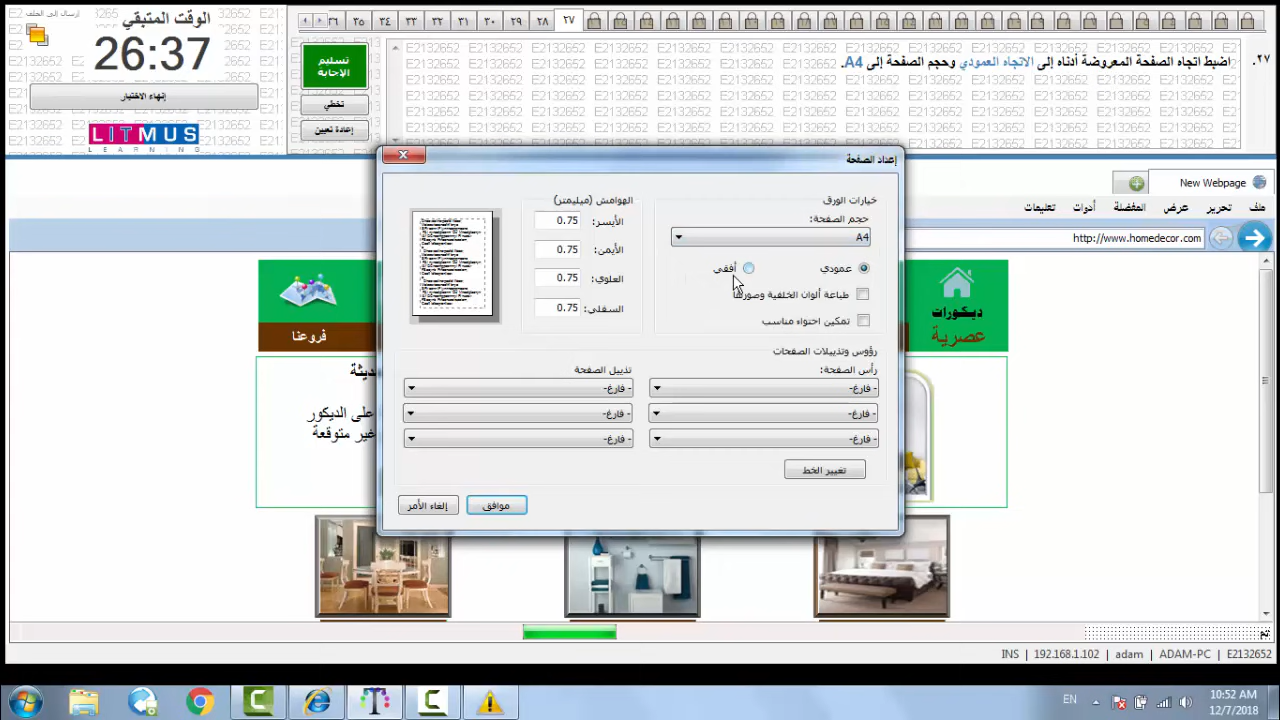 إرسال إلى الخلف
الوقت المتبقي
26:37
إنهاء الاختبار
LITMUS
LEARNING
٢٧ ٢٨ ٢٩ ٣٠ ٣١ ٣٢ ٣٣ ٣٤ ٣٥ ٣٦
تسليم الإجابة
تخطي
إعادة تعيين
٢٧. اضبط اتجاه الصفحة المعروضة أدناه إلى الاتجاه العمودي وحجم الصفحة إلى A4.
E2132652
New Webpage
ملف تحرير عرض المفضلة أدوات تعليمات
http://www.homedecor.com
ديكورات
عصرية
فروعنا
على الديكور
غير متوقعة
إعداد الصفحة
خيارات الورق
حجم الصفحة:
A4
عمودي
أفقي
طباعة ألوان الخلفية وصورها
تمكين احتواء مناسب
الهوامش (ميليمتر)
الأيسر: 0.75
الأيمن: 0.75
العلوي: 0.75
السفلي: 0.75
رؤوس وتذييلات الصفحات
رأس الصفحة:
- فارغ-
- فارغ-
- فارغ-
تذييل الصفحة
- فارغ-
- فارغ-
- فارغ-
تغيير الخط
موافق
إلغاء الأمر
تم
INS 192.168.1.102 adam ADAM-PC E2132652
EN
10:52 AM
12/7/2018